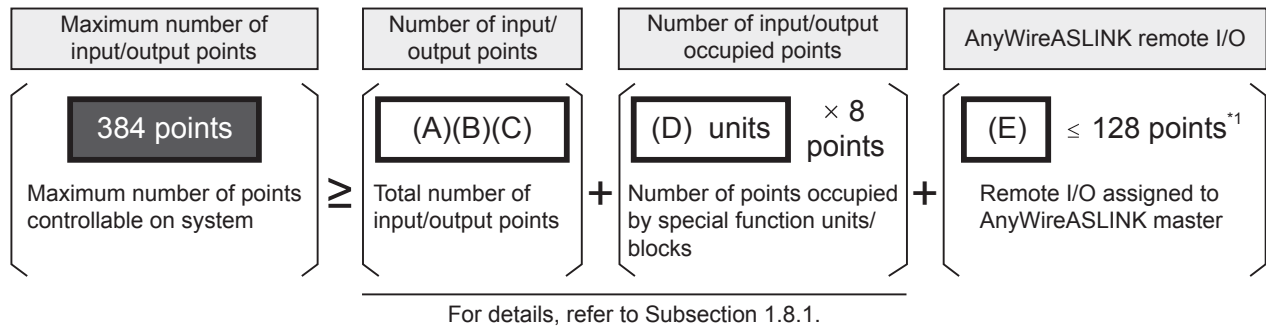 Maximum number of
input/output points
384 points
Maximum number of points
controllable on system
≥
Number of input/
output points
(A)(B)(C)
Total number of
input/output points
+
Number of input/output
occupied points
(D) units
× 8
points
Number of points occupied
by special function units/
blocks
+
AnyWireASLINK remote I/O
(E) ≤ 128 points*1
Remote I/O assigned to
AnyWireASLINK master
For details, refer to Subsection 1.8.1.